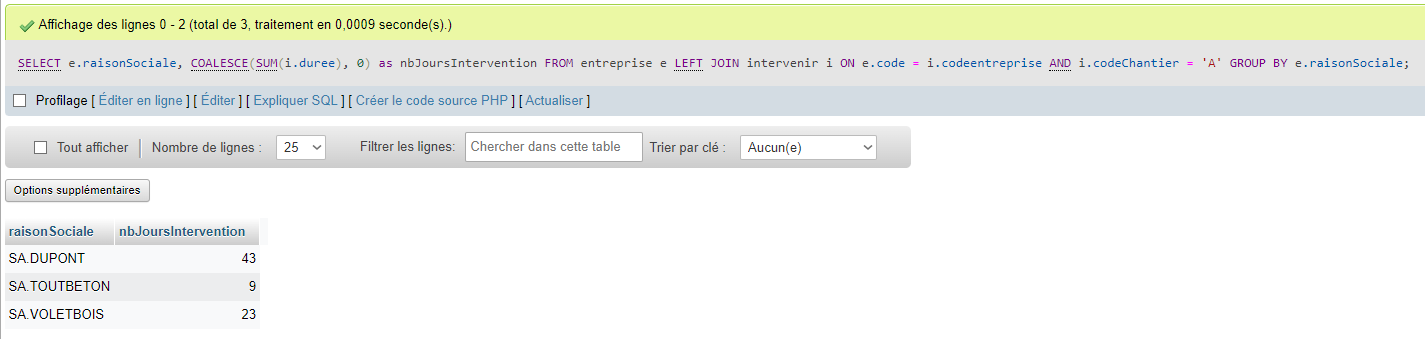 Affichage des lignes 0 - 2 (total de 3, traitement en 0,0009 seconde(s).)
SELECT e.raisonSociale, COALESCE(SUM(i.duree), 0) as nbJoursIntervention FROM entreprise e LEFT JOIN intervenir i ON e.code = i.codeentreprise AND i.codeChantier = 'A' GROUP BY e.raisonSociale;
Profilage [ Éditer en ligne ] [ Éditer ] [ Expliquer SQL ] [ Créer le code source PHP ] [ Actualiser ]
Tout afficher Nombre de lignes : 25 Filtrer les lignes: Chercher dans cette table Trier par clé : Aucun(e)
Options supplémentaires
raisonSociale nbJoursIntervention
SA.DUPONT 43
SA.TOUTBETON 9
SA.VOLETBOIS 23